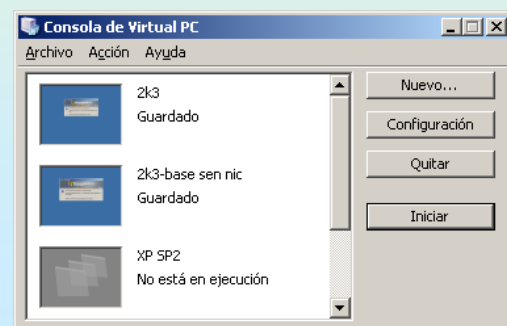 Consola de Virtual PC
Archivo Acción Ayuda
2k3
Guardado
2k3-base sen nic
Guardado
XP SP2
No está en ejecución
Nuevo...
Configuración
Quitar
Iniciar